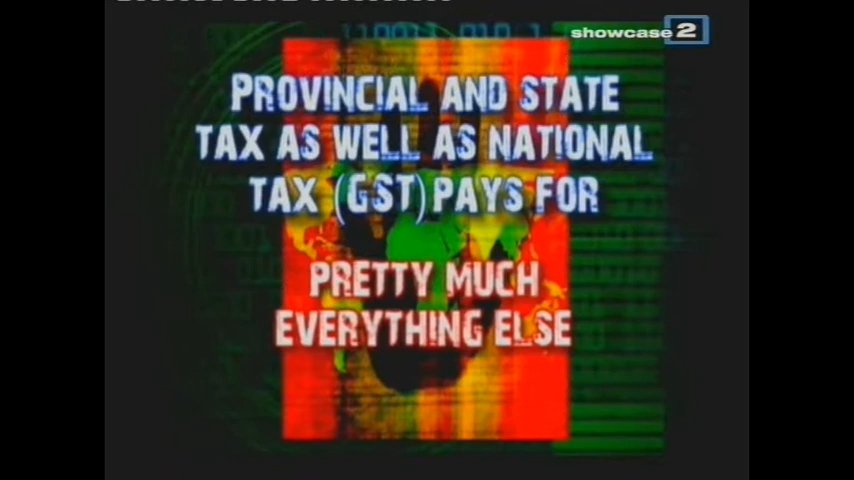 showcase 2
PROVINCIAL AND STATE
TAX AS WELL AS NATIONAL
TAX (GST) PAYS FOR
PRETTY MUCH
EVERYTHING ELSE